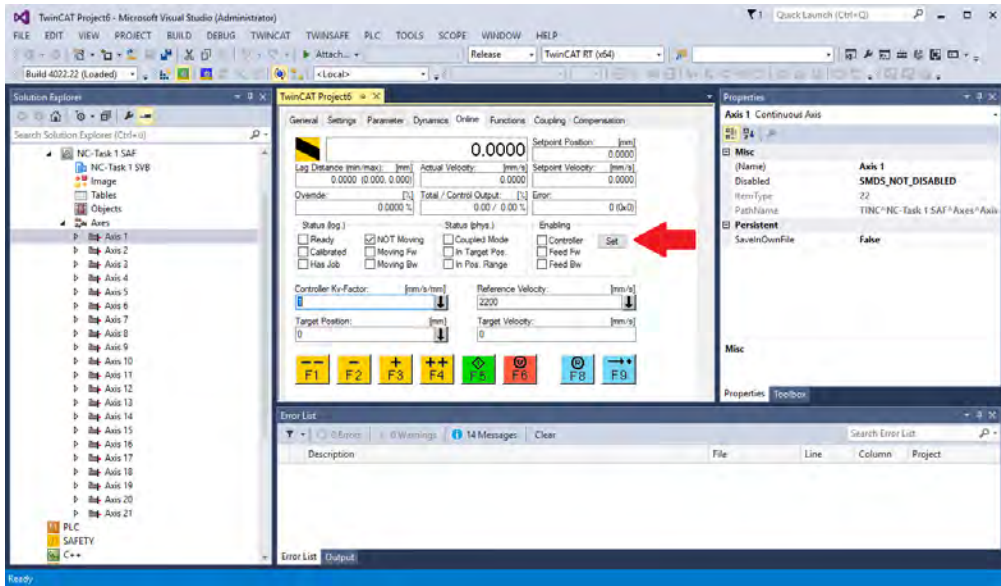 TwinCAT Project6 - Microsoft Visual Studio (Administrator)
1
Quick Launch (Ctrl+Q)
FILE EDIT VIEW PROJECT BUILD DEBUG TWINCAT TWINSAFE PLC TOOLS SCOPE WINDOW HELP
Attach...
Release
TwinCAT RT (x64)
Build 4022.22 (Loaded)
<Local>
Solution Explorer
Search Solution Explorer (Ctrl+ü)
NC-Task 1 SAF
NC-Task 1 SVB
Image
Tables
Objects
Axes
Axis 1
Axis 2
Axis 3
Axis 4
Axis 5
Axis 6
Axis 7
Axis 8
Axis 9
Axis 10
Axis 11
Axis 12
Axis 13
Axis 14
Axis 15
Axis 16
Axis 17
Axis 18
Axis 19
Axis 20
Axis 21
PLC
SAFETY
C++
TwinCAT Project6
General Settings Parameter Dynamics Online Functions Coupling Compensation
0.0000
Setpoint Position: [mm]
0.0000
Lag Distance (min/max): [mm] Actual Velocity: [mm/s] Setpoint Velocity: [mm/s]
0.0000 (0.000, 0.000) 0.0000 0.0000
Override: [%] Total / Control Output: [%] Error:
0.0000 % 0.00 / 0.00 % 0 (0x0)
Status (log.) Status (phys.) Enabling
Ready NOT Moving Coupled Mode Controller Set
Calibrated Moving Fw In Target Pos. Feed Fw
Has Job Moving Bw In Pos. Range Feed Bw
Controller Kv-Factor: [mm/s/mm] Reference Velocity: [mm/s]
2200
Target Position: [mm] Target Velocity: [mm/s]
0 0
F1 F2 F3 F4 F5 F6 F8 F9
Properties
Axis 1 Continuous Axis
Misc
(Name) Axis 1
Disabled SMDS_NOT_DISABLED
ItemType 22
PathName TINC^NC-Task 1 SAF^Axes^Axis
Persistent
SaveInOwnFile False
Misc
Properties Toolbox
Error List
0 Errors 0 Warnings 14 Messages Clear
Search Error List
Description File Line Column Project
Error List Output
Ready